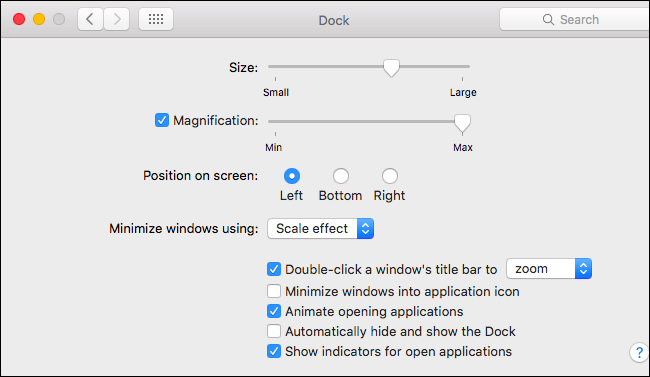 Dock
Search
Size:
Small Large
Magnification:
Min Max
Position on screen:
Left Bottom Right
Minimize windows using: Scale effect
Double-click a window's title bar to zoom
Minimize windows into application icon
Animate opening applications
Automatically hide and show the Dock
Show indicators for open applications
?